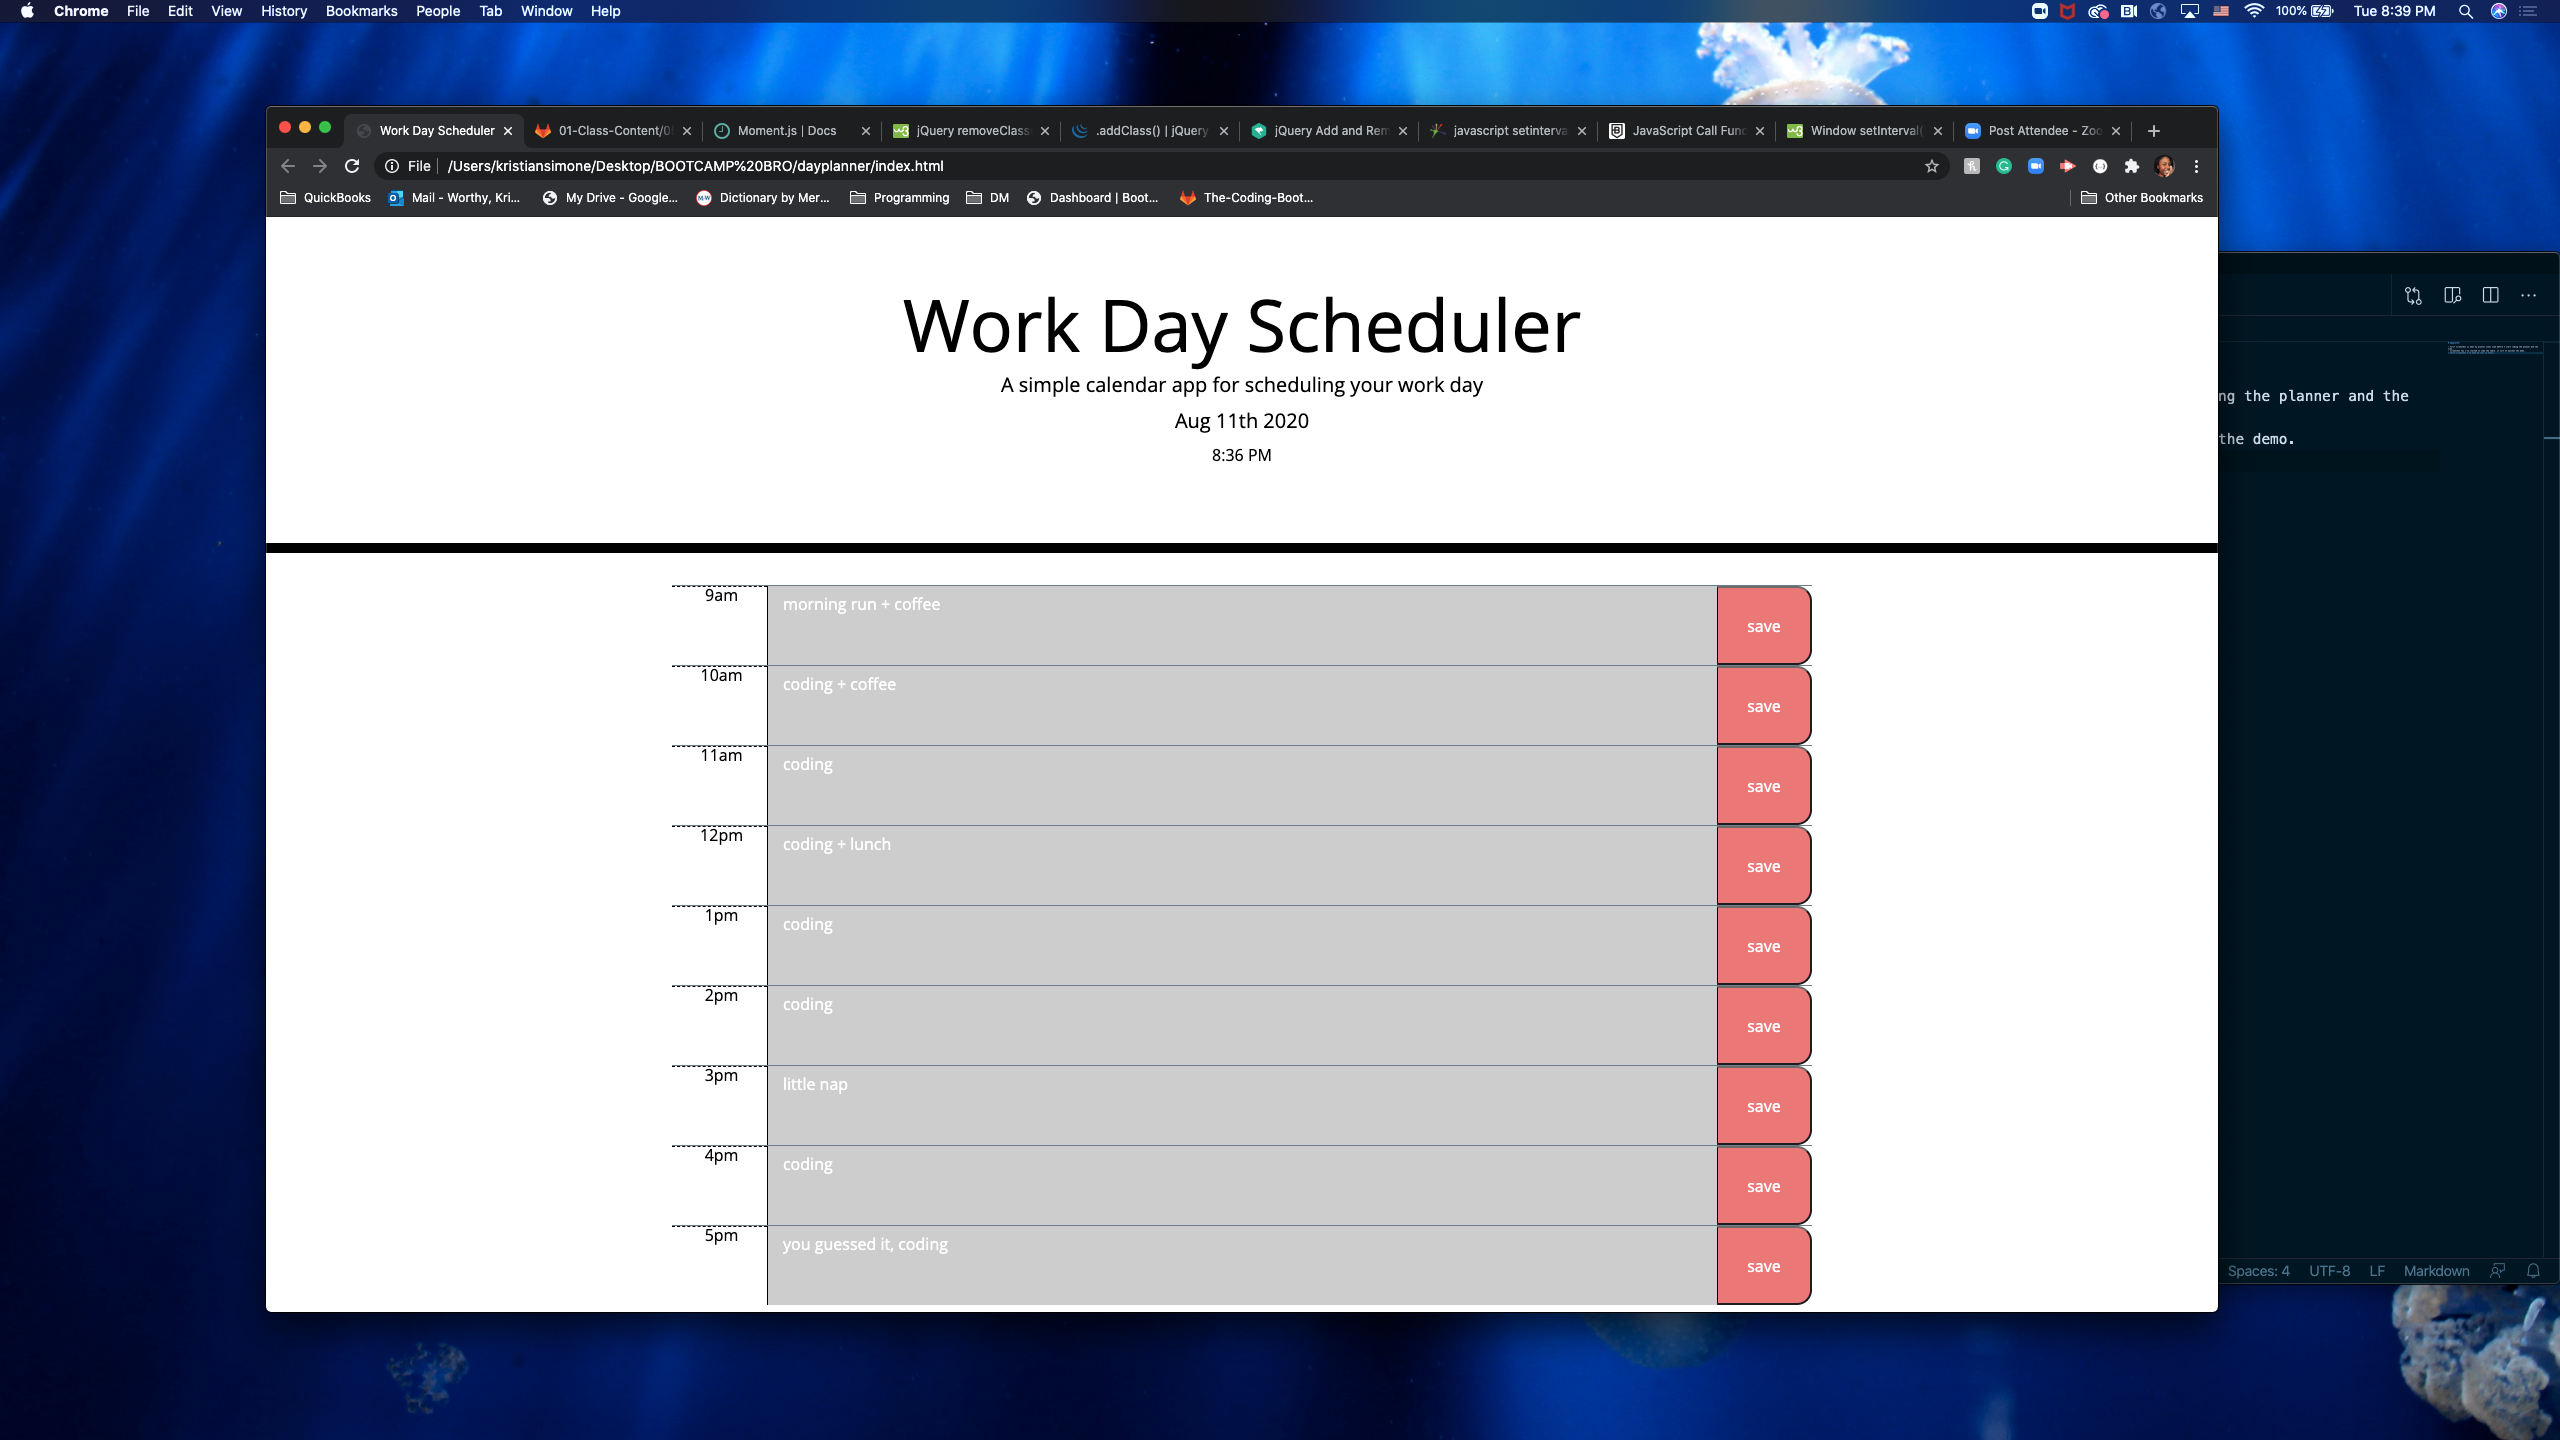 Chrome File Edit View History Bookmarks People Tab Window Help
100% Tue 8:39 PM
Work Day Scheduler
01-Class-Content/0
Moment.js | Docs
jQuery removeClass
.addClass() | jQuery
jQuery Add and Rem
javascript setinterva
JavaScript Call Func
Window setInterval(
Post Attendee - Zoo
File /Users/kristiansimone/Desktop/BOOTCAMP%20BRO/dayplanner/index.html
QuickBooks Mail - Worthy, Kri... My Drive - Google... Dictionary by Mer... Programming DM Dashboard | Boot... The-Coding-Boot... Other Bookmarks
Work Day Scheduler
A simple calendar app for scheduling your work day
Aug 11th 2020
8:36 PM
9am morning run + coffee save
10am coding + coffee save
11am coding save
12pm coding + lunch save
1pm coding save
2pm coding save
3pm little nap save
4pm coding save
5pm you guessed it, coding save
ng the planner and the
the demo.
Spaces: 4 UTF-8 LF Markdown